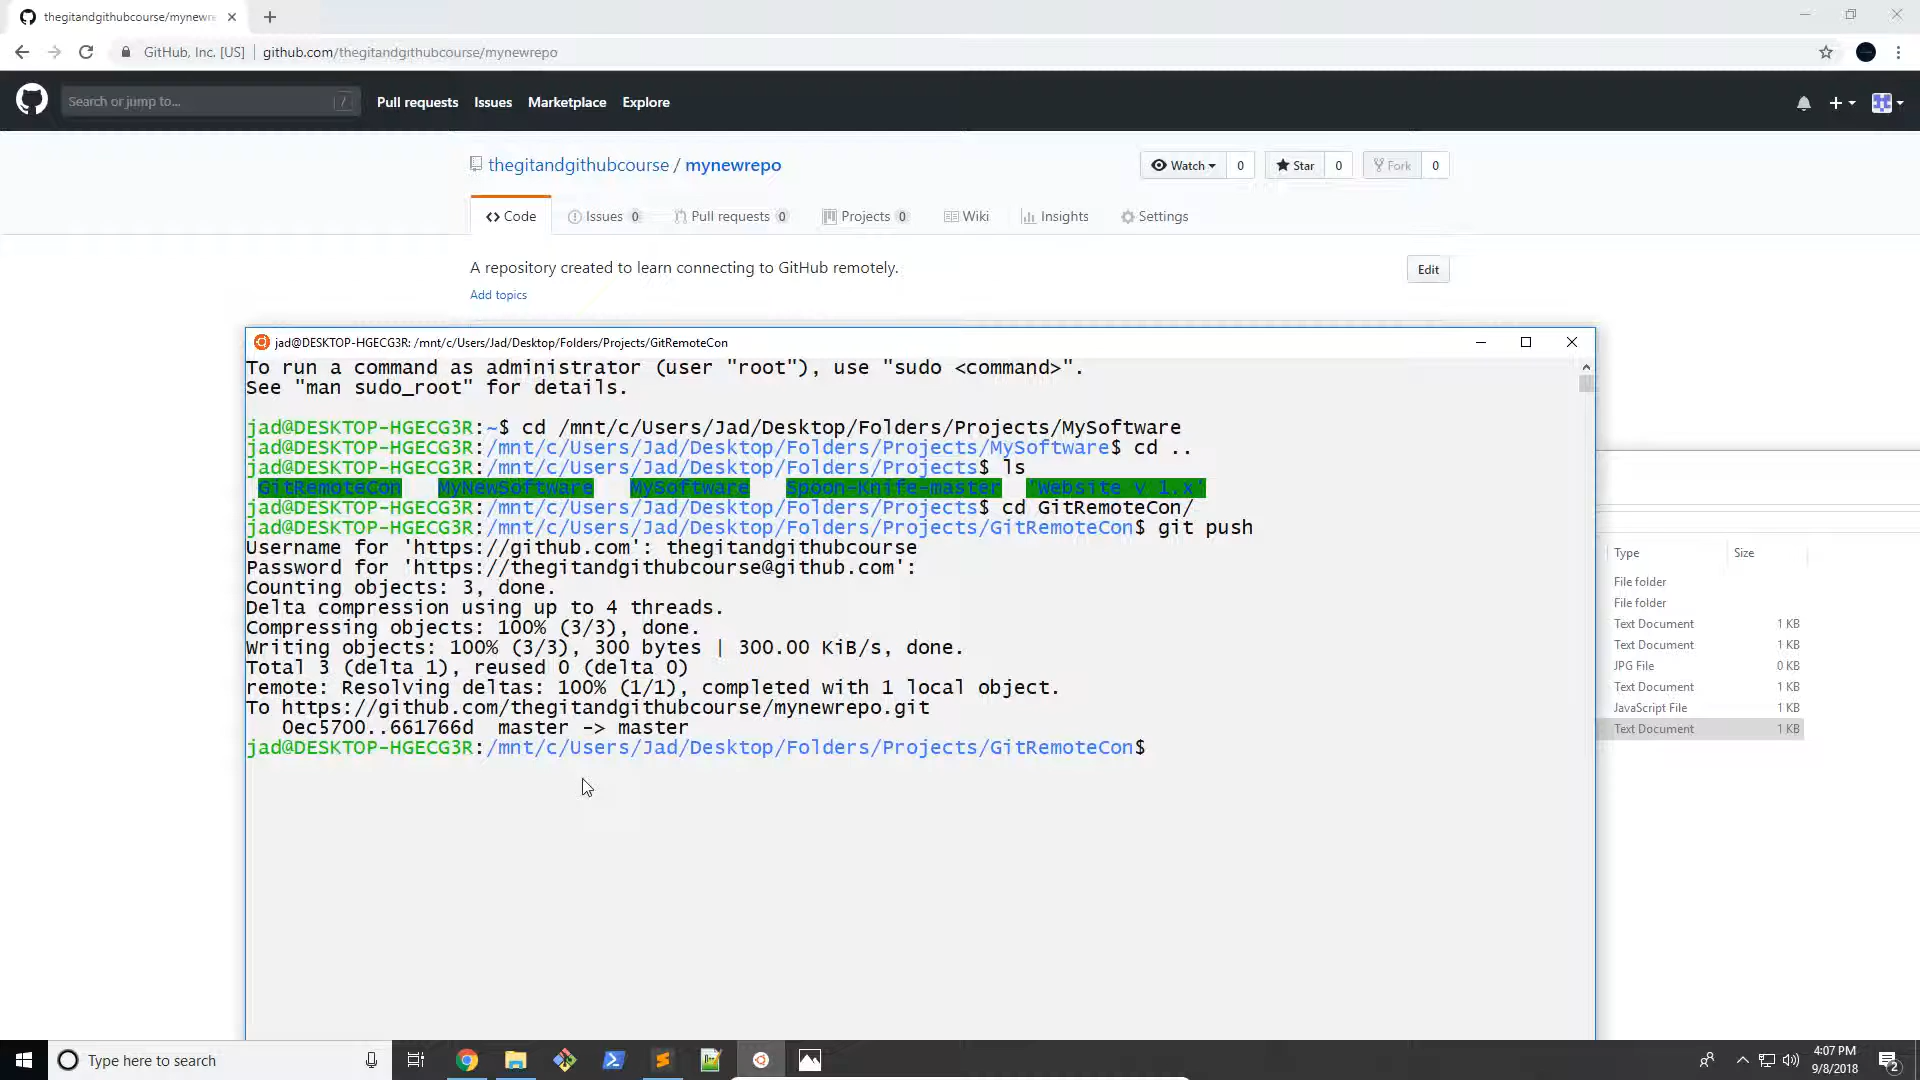 thegitandgithubcourse/mynewre
GitHub, Inc. [US] | github.com/thegitandgithubcourse/mynewrepo
Search or jump to... /
Pull requests Issues Marketplace Explore
thegitandgithubcourse / mynewrepo
Watch 0 Star 0 Fork 0
Code Issues 0 Pull requests 0 Projects 0 Wiki Insights Settings
A repository created to learn connecting to GitHub remotely.
Edit
Add topics
jad@DESKTOP-HGECG3R: /mnt/c/Users/Jad/Desktop/Folders/Projects/GitRemoteCon
To run a command as administrator (user "root"), use "sudo <command>".
See "man sudo_root" for details.
jad@DESKTOP-HGECG3R:~$ cd /mnt/c/Users/Jad/Desktop/Folders/Projects/MySoftware
jad@DESKTOP-HGECG3R:/mnt/c/Users/Jad/Desktop/Folders/Projects/MySoftware$ cd ..
jad@DESKTOP-HGECG3R:/mnt/c/Users/Jad/Desktop/Folders/Projects$ ls
GitRemoteCon MyNewSoftware MySoftware Spoon-Knife-master 'Website v 1.x'
jad@DESKTOP-HGECG3R:/mnt/c/Users/Jad/Desktop/Folders/Projects$ cd GitRemoteCon/
jad@DESKTOP-HGECG3R:/mnt/c/Users/Jad/Desktop/Folders/Projects/GitRemoteCon$ git push
Username for 'https://github.com': thegitandgithubcourse
Password for 'https://thegitandgithubcourse@github.com':
Counting objects: 3, done.
Delta compression using up to 4 threads.
Compressing objects: 100% (3/3), done.
Writing objects: 100% (3/3), 300 bytes | 300.00 KiB/s, done.
Total 3 (delta 1), reused 0 (delta 0)
remote: Resolving deltas: 100% (1/1), completed with 1 local object.
To https://github.com/thegitandgithubcourse/mynewrepo.git
0ec5700..661766d master -> master
jad@DESKTOP-HGECG3R:/mnt/c/Users/Jad/Desktop/Folders/Projects/GitRemoteCon$
Type Size
File folder
File folder
Text Document 1 KB
Text Document 1 KB
JPG File 0 KB
Text Document 1 KB
JavaScript File 1 KB
Text Document 1 KB
Type here to search
4:07 PM
9/8/2018
2